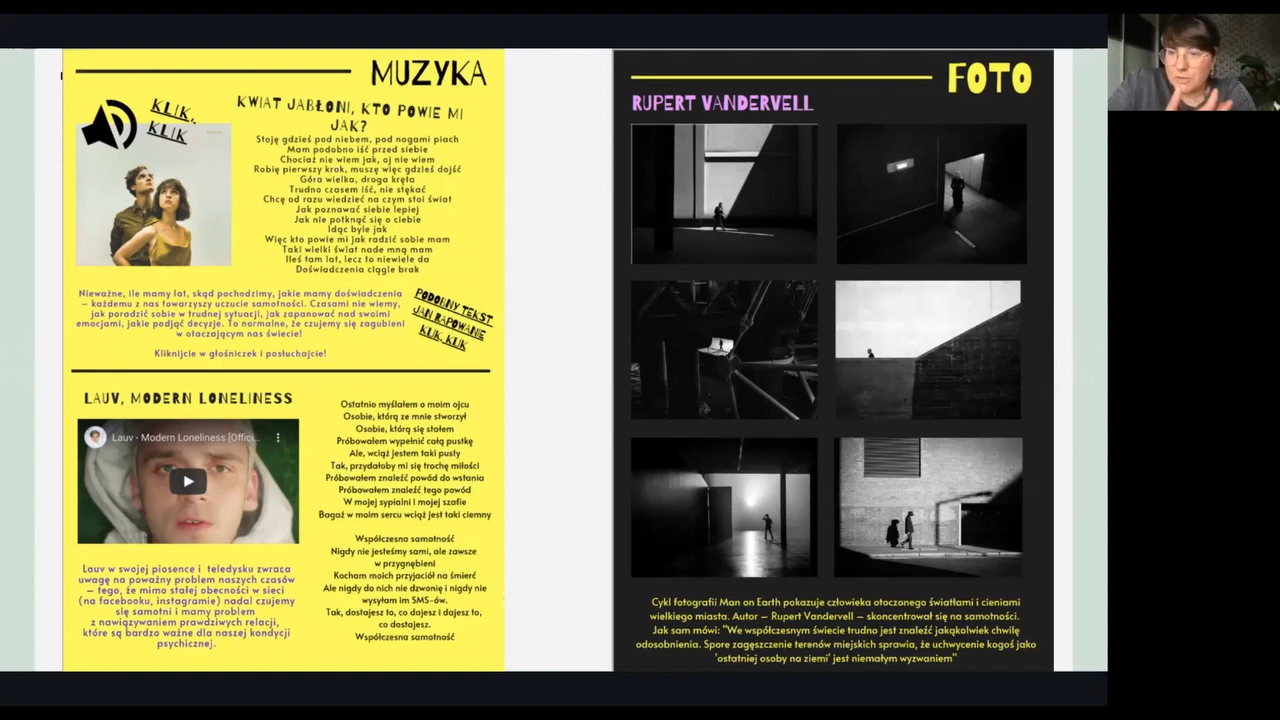 MUZYKA
KLIK,
KLIK
KWIAT JABŁONI, KTO POWIE MI
JAK?
Stoję gdzieś pod niebem, pod nogami piach
Mam podobno iść przed siebie
Chociaż nie wiem jak, oj nie wiem
Robię pierwszy krok, muszę więc gdzieś dojść
Góra wielka, droga kręta
Trudno czasem iść, nie stękać
Chcę od razu wiedzieć na czym stoi świat
Jak poznawać siebie lepiej
Jak nie potknąć się o ciebie
Idąc byle jak
Więc kto powie mi jak radzić sobie mam
Taki wielki świat nade mną mam
Ileś tam lat, lecz to niewiele da
Doświadczenia ciągle brak
Nieważne, ile mamy lat, skąd pochodzimy, jakie mamy doświadczenia
– każdemu z nas towarzyszy uczucie samotności. Czasami nie wiemy,
jak poradzić sobie w trudnej sytuacji, jak zapanować nad swoimi
emocjami, jakie podjąć decyzje. To normalne, że czujemy się zagubieni
w otaczającym nas świecie!
Kliknijcie w głośniczek i posłuchajcie!
PODOBNY TEKST
JAN RAPOWANIE
KLIK, KLIK
LAUV, MODERN LONELINESS
Lauv - Modern Loneliness [Offici...
Lauv w swojej piosence i teledysku zwraca
uwagę na poważny problem naszych czasów
– tego, że mimo stałej obecności w sieci
(na facebooku, instagramie) nadal czujemy
się samotni i mamy problem
z nawiązywaniem prawdziwych relacji,
które są bardzo ważne dla naszej kondycji
psychicznej.
Ostatnio myślałem o moim ojcu
Osobie, którą ze mnie stworzył
Osobie, którą się stałem
Próbowałem wypełnić całą pustkę
Ale, wciąż jestem taki pusty
Tak, przydałoby mi się trochę miłości
Próbowałem znaleźć powód do wstania
Próbowałem znaleźć tego powód
W mojej sypialni i mojej szafie
Bagaż w moim sercu wciąż jest taki ciemny
Współczesna samotność
Nigdy nie jesteśmy sami, ale zawsze
w przygnębieni
Kocham moich przyjaciół na śmierć
Ale nigdy do nich nie dzwonię i nigdy nie
wysyłam im SMS-ów.
Tak, dostajesz to, co dajesz i dajesz to,
co dostajesz.
Współczesna samotność
FOTO
RUPERT VANDERVELL
Cykl fotografii Man on Earth pokazuje człowieka otoczonego światłami i cieniami
wielkiego miasta. Autor – Rupert Vandervell – skoncentrował się na samotności.
Jak sam mówi: "We współczesnym świecie trudno jest znaleźć jakąkolwiek chwilę
odosobnienia. Spore zagęszczenie terenów miejskich sprawia, że uchwycenie kogoś jako
'ostatniej osoby na ziemi' jest niemałym wyzwaniem"